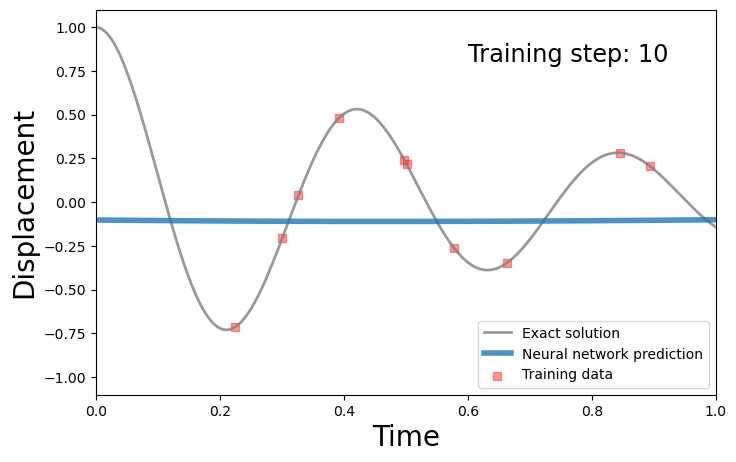 Training step: 10
Displacement
1.00
0.75
0.50
0.25
0.00
−0.25
−0.50
−0.75
−1.00
Exact solution
Neural network prediction
Training data
0.0
0.2
0.4
0.6
0.8
1.0
Time